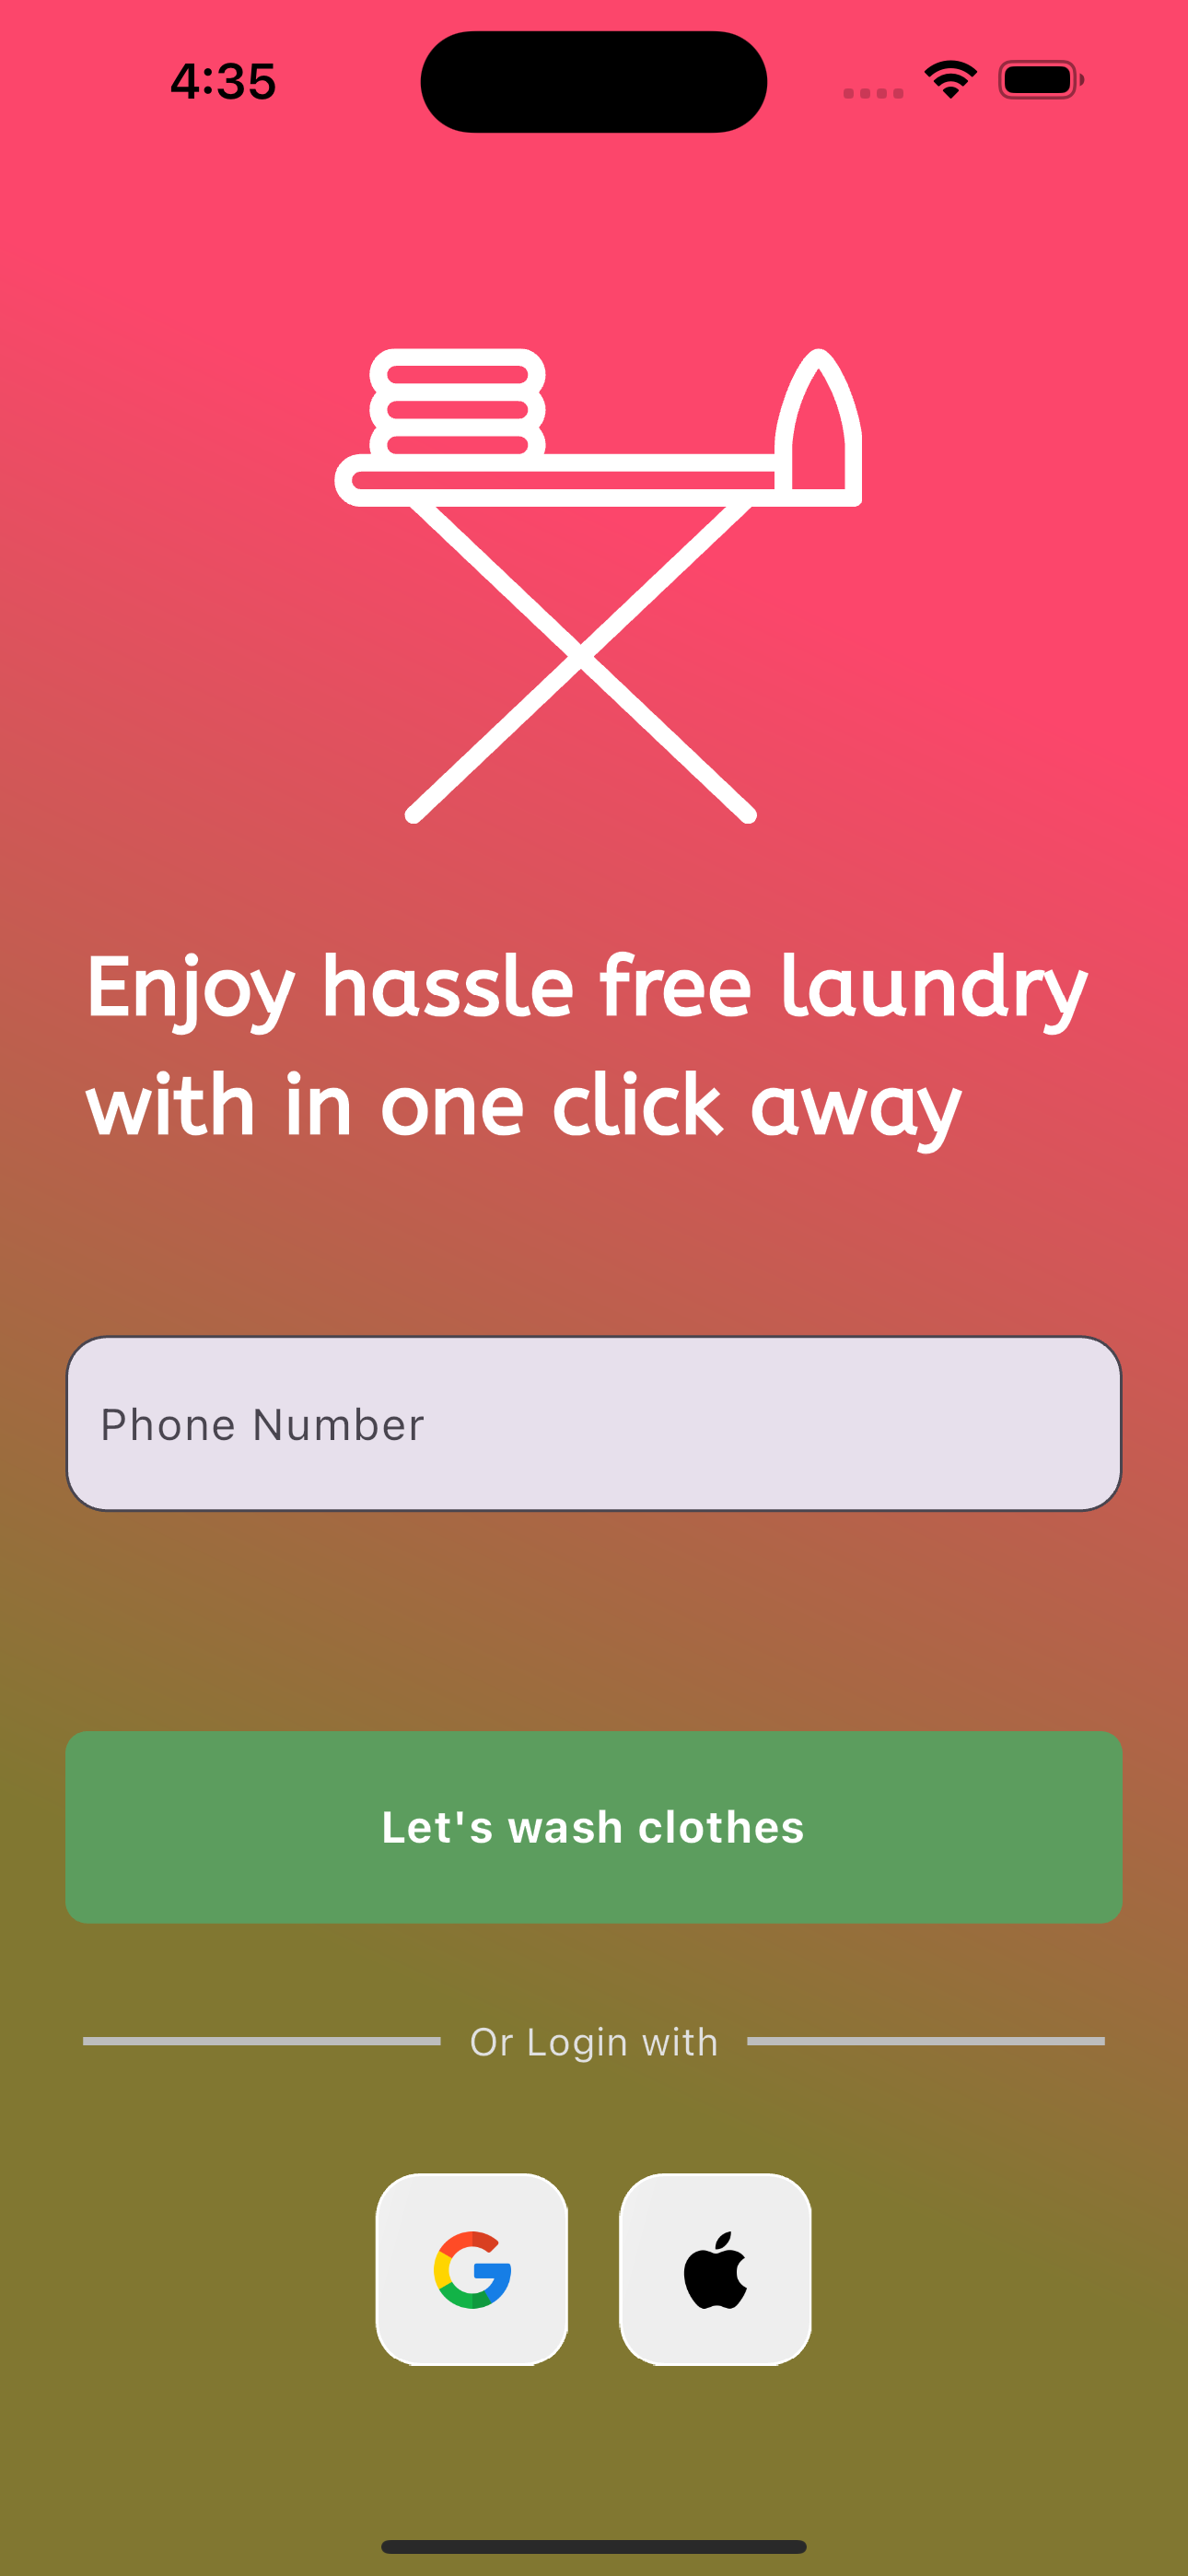 4:35
Enjoy hassle free laundry
with in one click away
Phone Number
Let's wash clothes
Or Login with